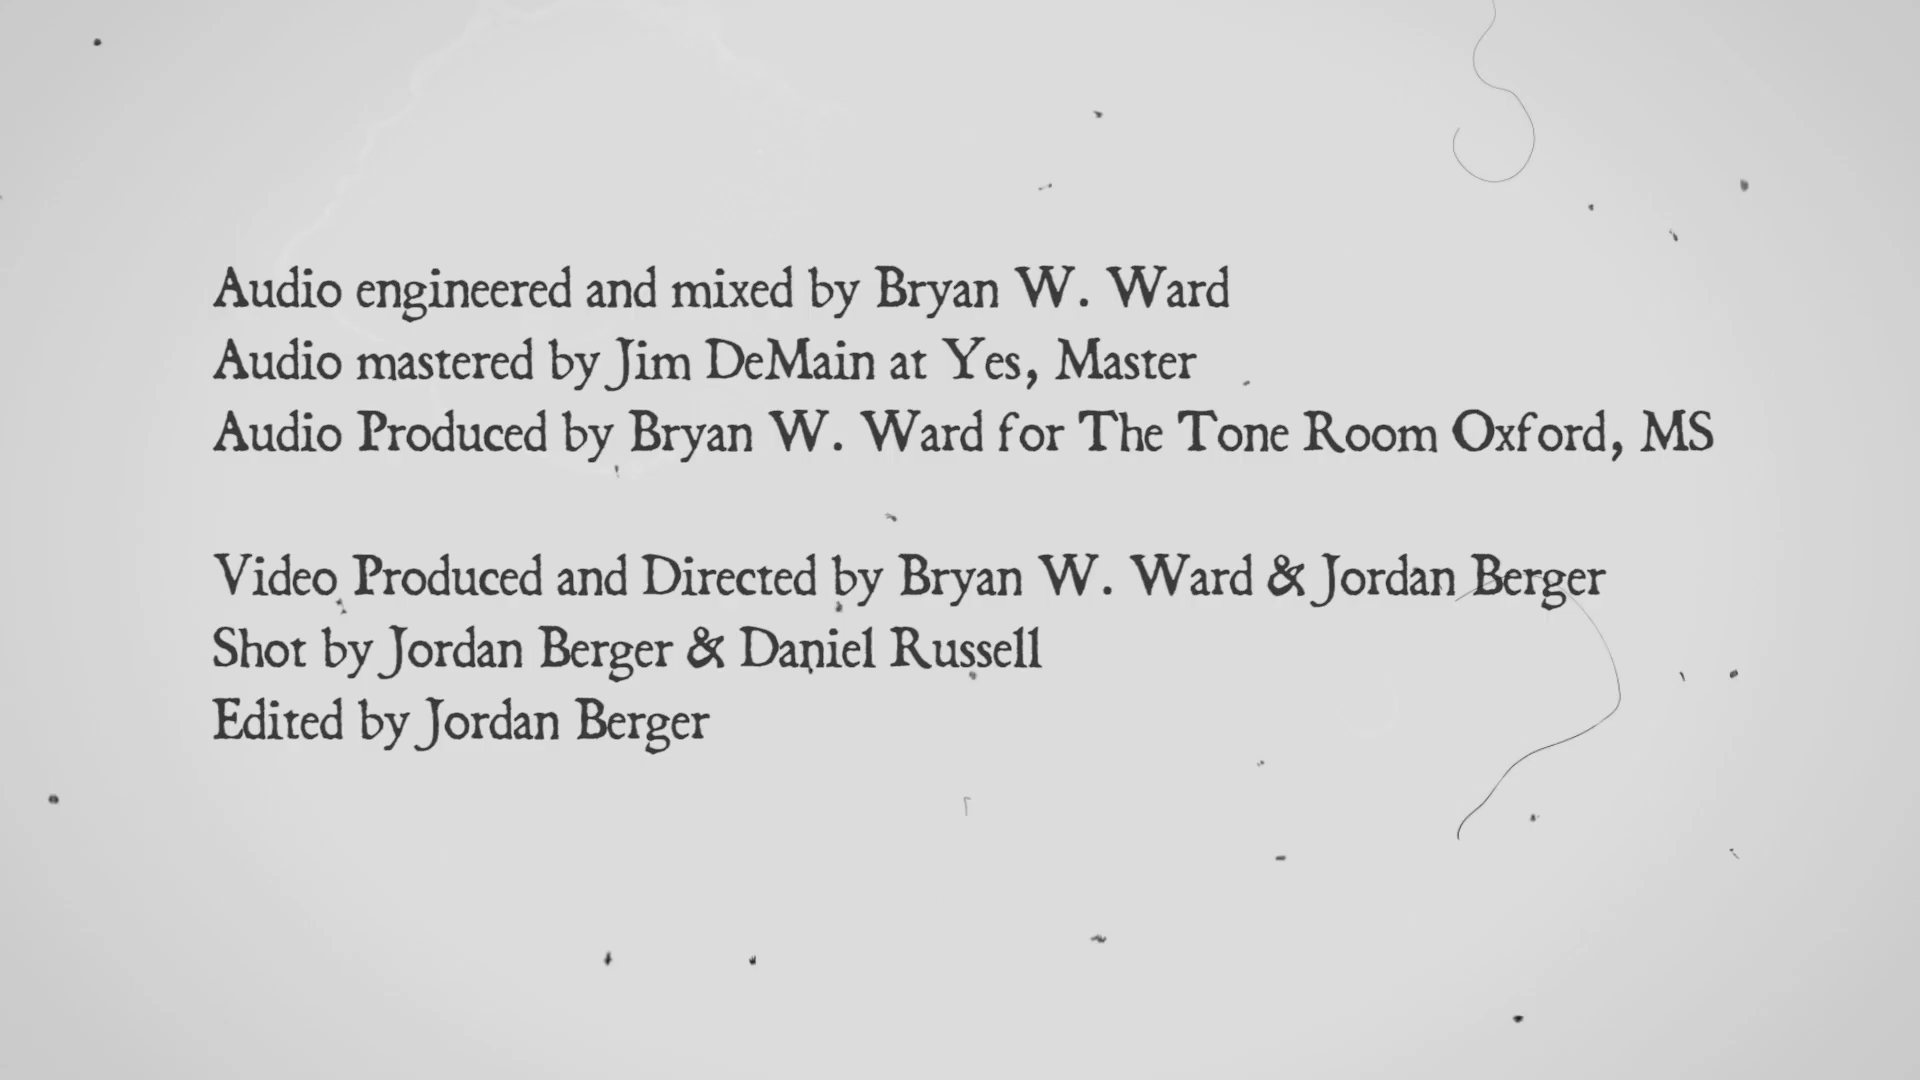 Audio engineered and mixed by Bryan W. Ward
Audio mastered by Jim DeMain at Yes, Master
Audio Produced by Bryan W. Ward for The Tone Room Oxford, MS
Video Produced and Directed by Bryan W. Ward & Jordan Berger
Shot by Jordan Berger & Daniel Russell
Edited by Jordan Berger